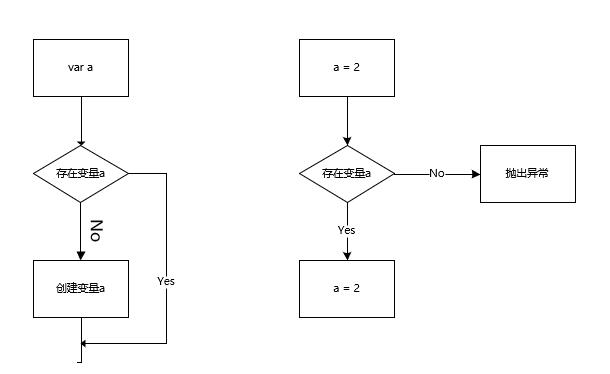 var a
存在变量a
No
创建变量a
Yes
a = 2
存在变量a
No
抛出异常
Yes
a = 2